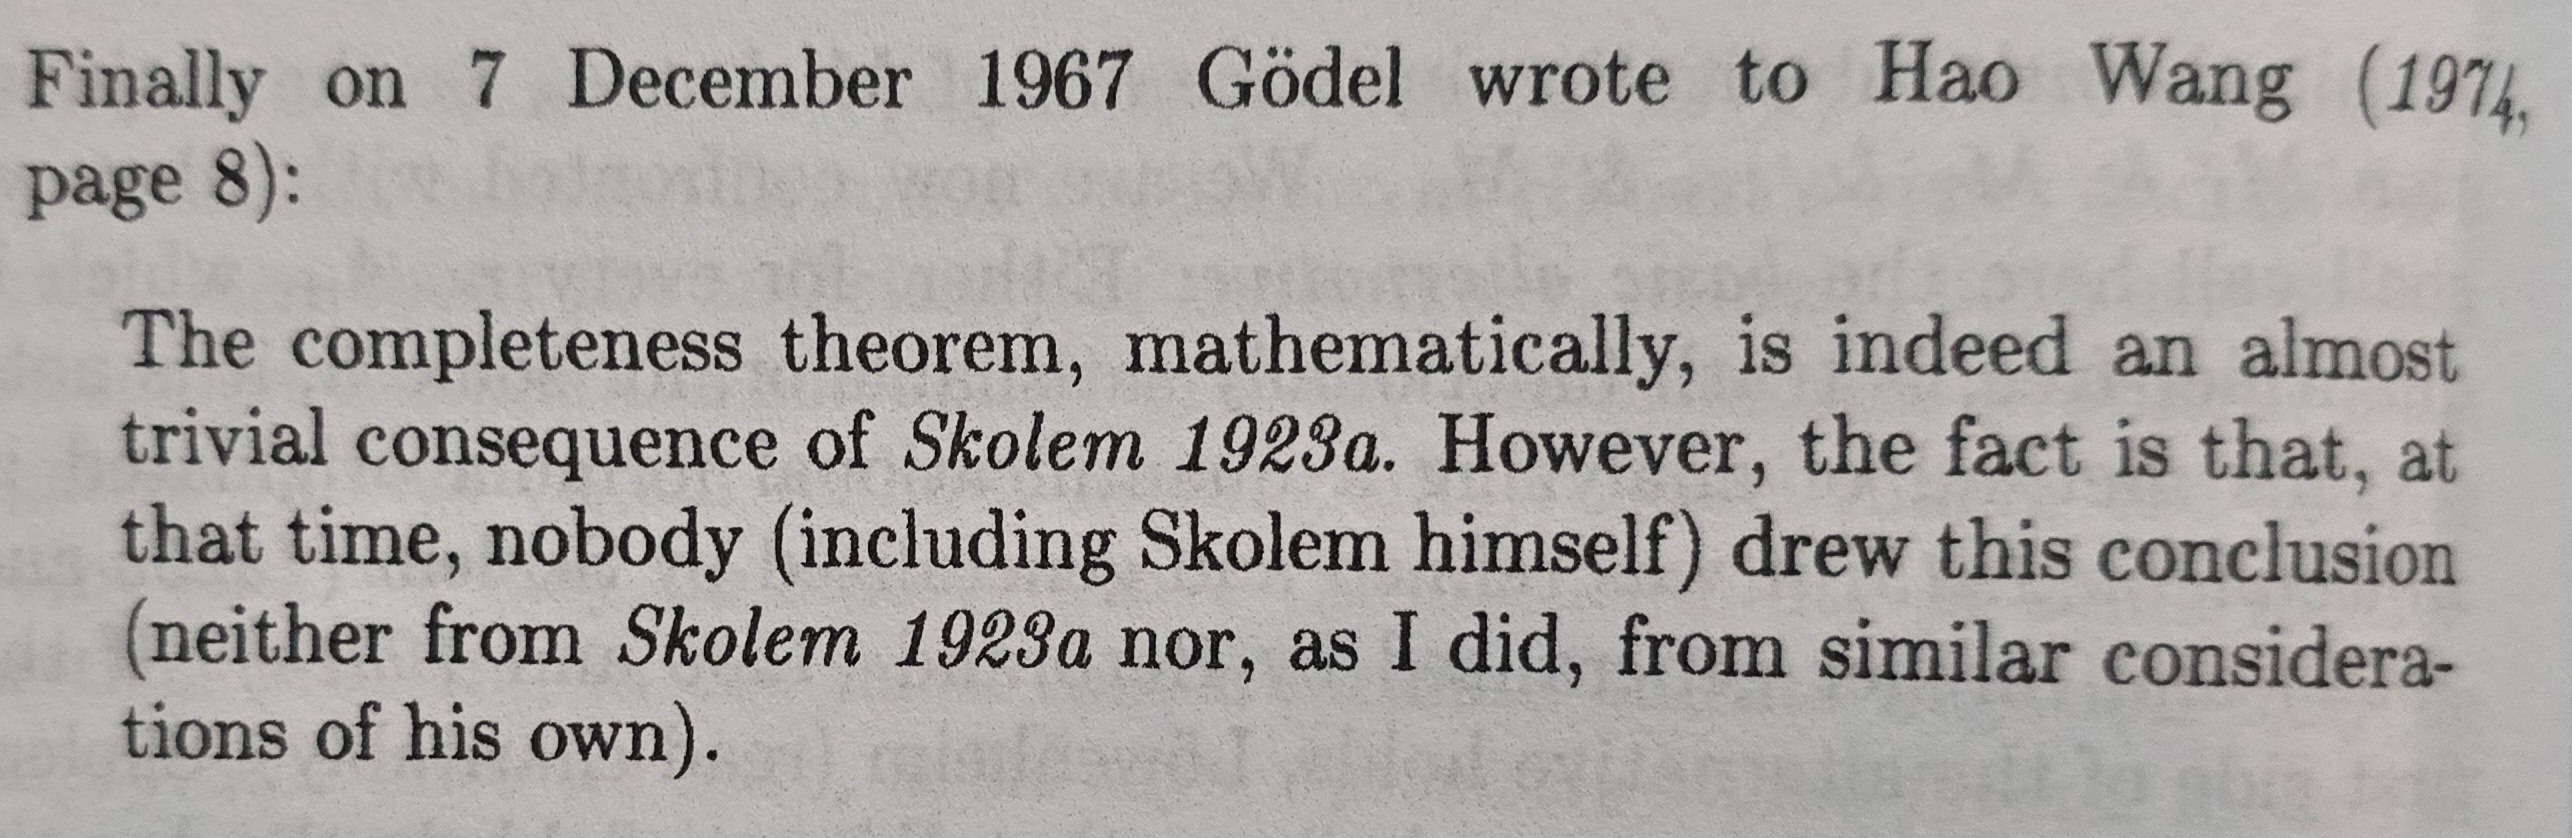 Finally on 7 December 1967 Gödel wrote to Hao Wang (1974,
page 8):
The completeness theorem, mathematically, is indeed an almost
trivial consequence of Skolem 1923a. However, the fact is that, at
that time, nobody (including Skolem himself) drew this conclusion
(neither from Skolem 1923a nor, as I did, from similar considera-
tions of his own).